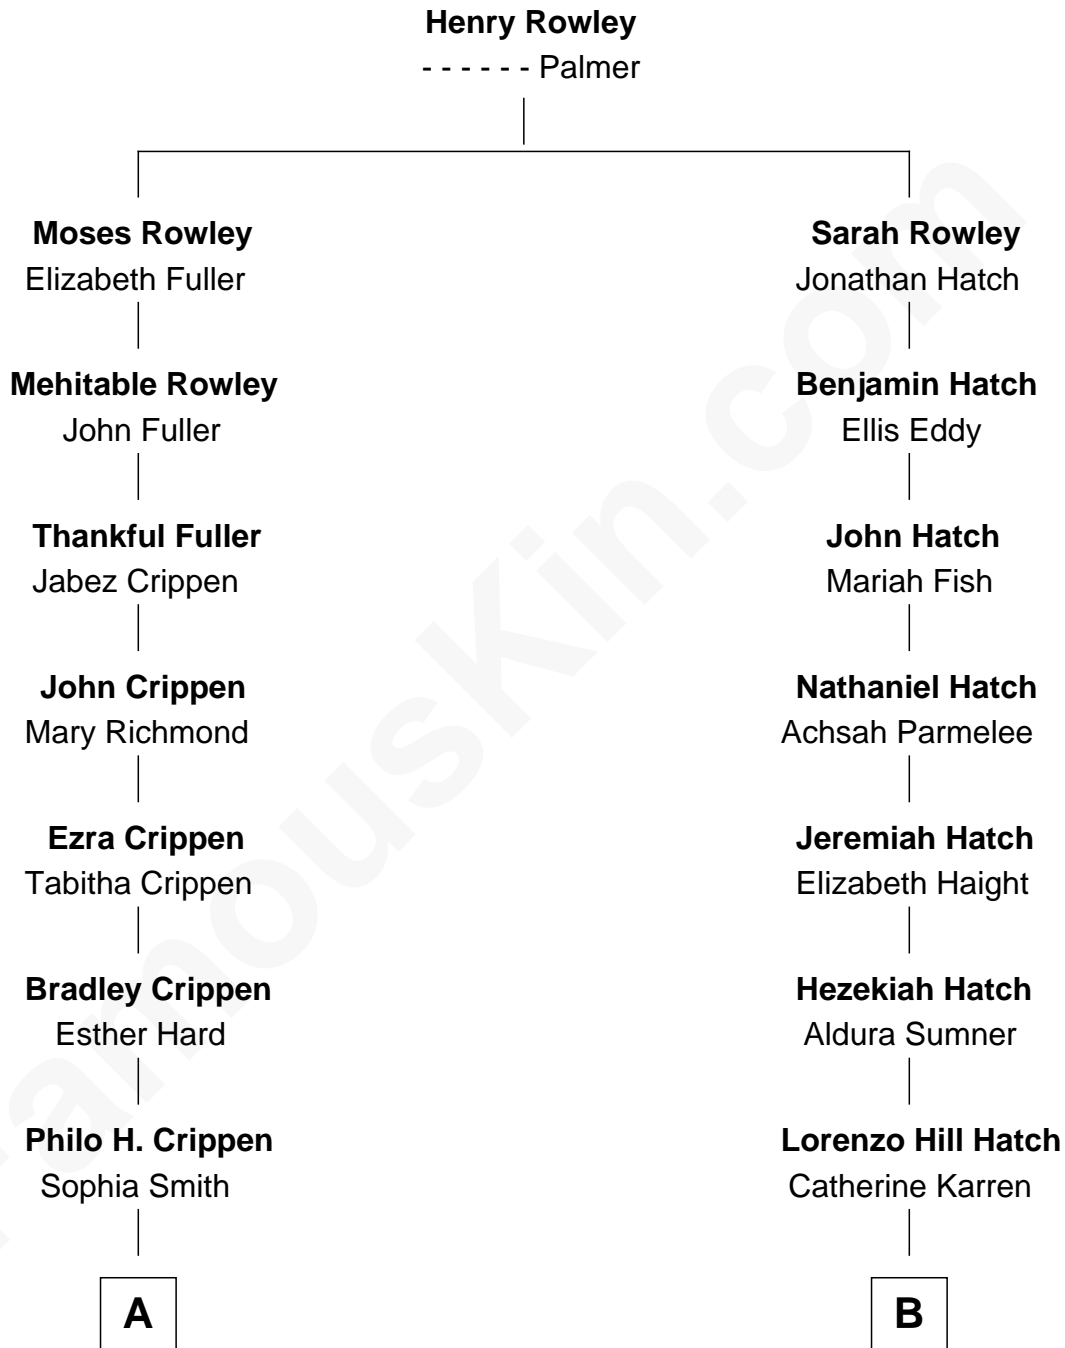 Henry Rowley
- - - - - - Palmer
Moses Rowley
Elizabeth Fuller
Sarah Rowley
Jonathan Hatch
Mehitable Rowley
John Fuller
Benjamin Hatch
Ellis Eddy
Thankful Fuller
Jabez Crippen
John Hatch
Mariah Fish
John Crippen
Mary Richmond
Nathaniel Hatch
Achsah Parmelee
Ezra Crippen
Tabitha Crippen
Jeremiah Hatch
Elizabeth Haight
Bradley Crippen
Esther Hard
Hezekiah Hatch
Aldura Sumner
Philo H. Crippen
Sophia Smith
Lorenzo Hill Hatch
Catherine Karren
A
B
FamousKin.com